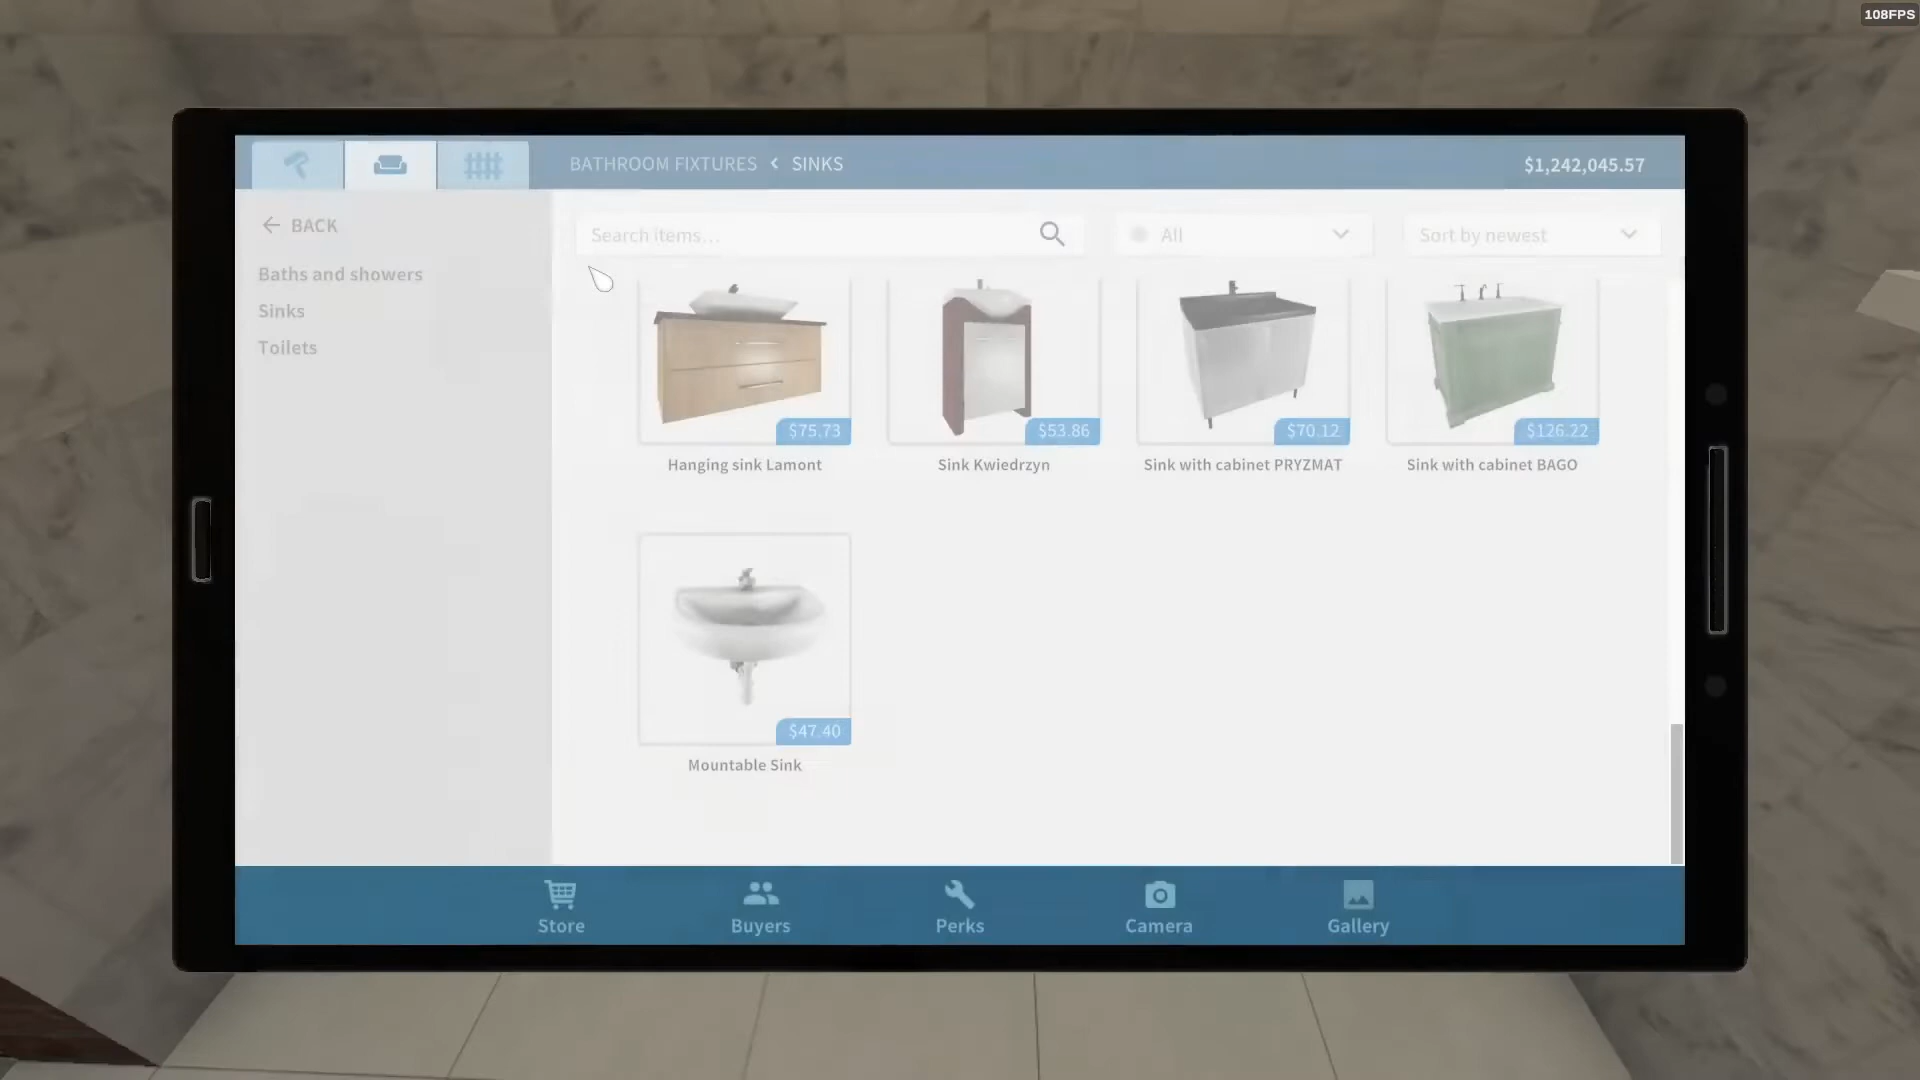 108FPS
BATHROOM FIXTURES < SINKS
$1,242,045.57
BACK
Search items...
All
Sort by newest
Baths and showers
Sinks
Toilets
$75.73
$53.86
$70.12
$126.22
Hanging sink Lamont
Sink Kwiedrzyn
Sink with cabinet PRYZMAT
Sink with cabinet BAGO
$47.40
Mountable Sink
Store
Buyers
Perks
Camera
Gallery